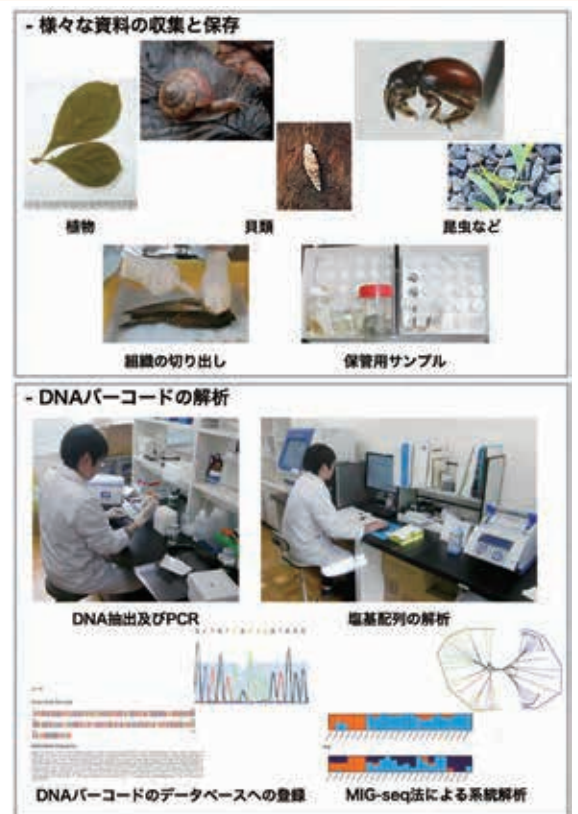 - 様々な資料の収集と保存
植物
貝類
昆虫など
組織の切り出し
保管用サンプル
- DNAバーコードの解析
DNA抽出及びPCR
塩基配列の解析
DNAバーコードのデータベースへの登録
MIG-seq法による系統解析